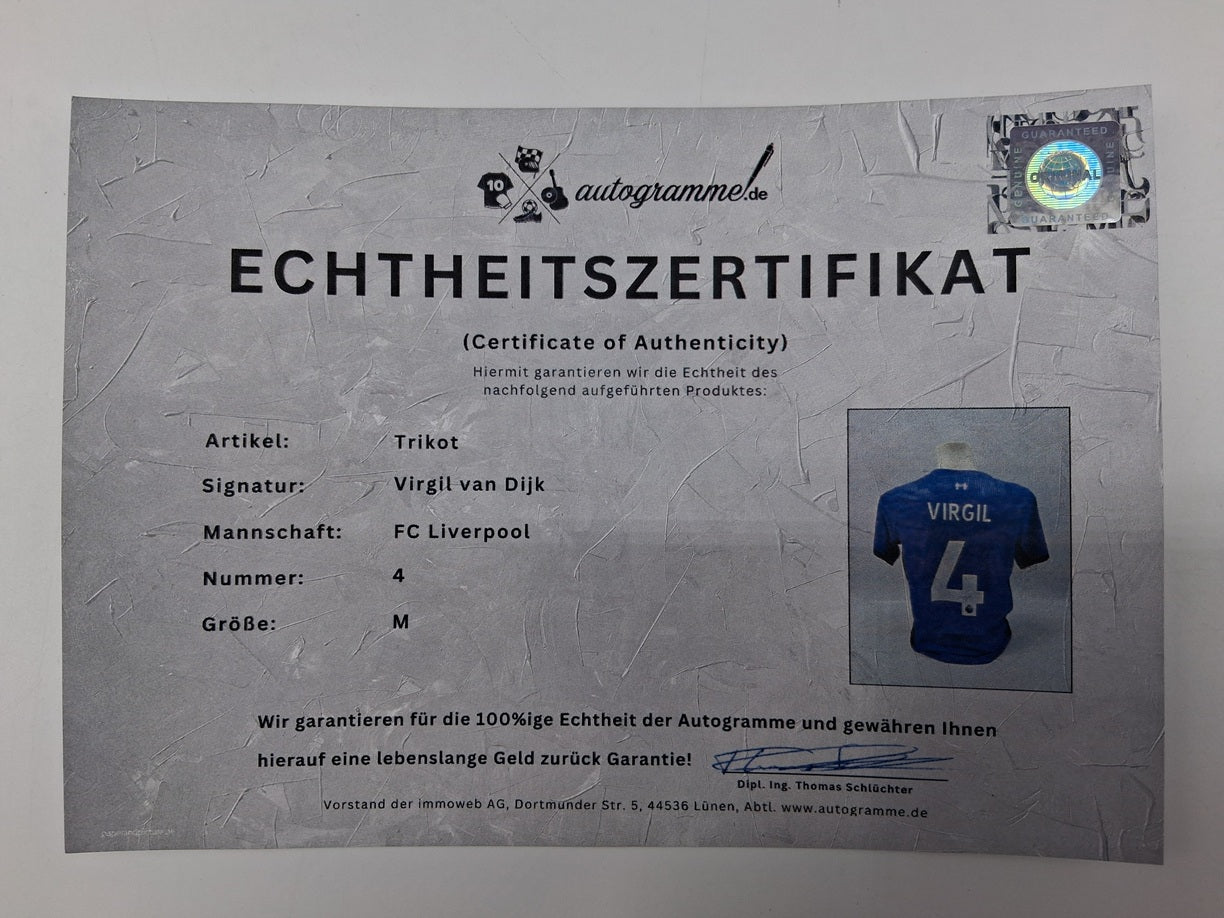 10 autogramme!.de
GUARANTEED
GENUINE
ORIGINAL
GUARANTEED
ECHTHEITSZERTIFIKAT
(Certificate of Authenticity)
Hiermit garantieren wir die Echtheit des
nachfolgend aufgeführten Produktes:
Artikel: Trikot
Signatur: Virgil van Dijk
Mannschaft: FC Liverpool
Nummer: 4
Größe: M
VIRGIL
4
Wir garantieren für die 100%ige Echtheit der Autogramme und gewähren Ihnen
hierauf eine lebenslange Geld zurück Garantie!
Dipl. Ing. Thomas Schlüchter
Vorstand der immoweb AG, Dortmunder Str. 5, 44536 Lünen, Abtl. www.autogramme.de